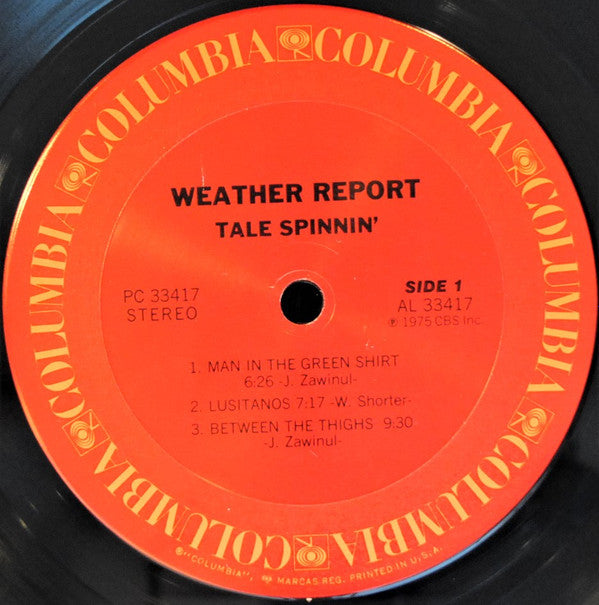 COLUMBIA COLUMBIA COLUMBIA COLUMBIA COLUMBIA COLUMBIA
WEATHER REPORT
TALE SPINNIN'
PC 33417
STEREO
SIDE 1
AL 33417
℗ 1975 CBS Inc.
1. MAN IN THE GREEN SHIRT
6:26 -J. Zawinul-
2. LUSITANOS 7:17 -W. Shorter-
3. BETWEEN THE THIGHS 9:30
-J. Zawinul-
®"COLUMBIA", MARCAS REG. PRINTED IN U.S.A.